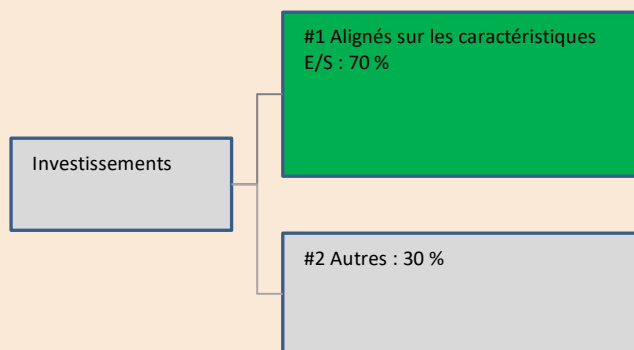 #1 Alignés sur les caractéristiques
E/S : 70 %
Investissements
#2 Autres : 30 %